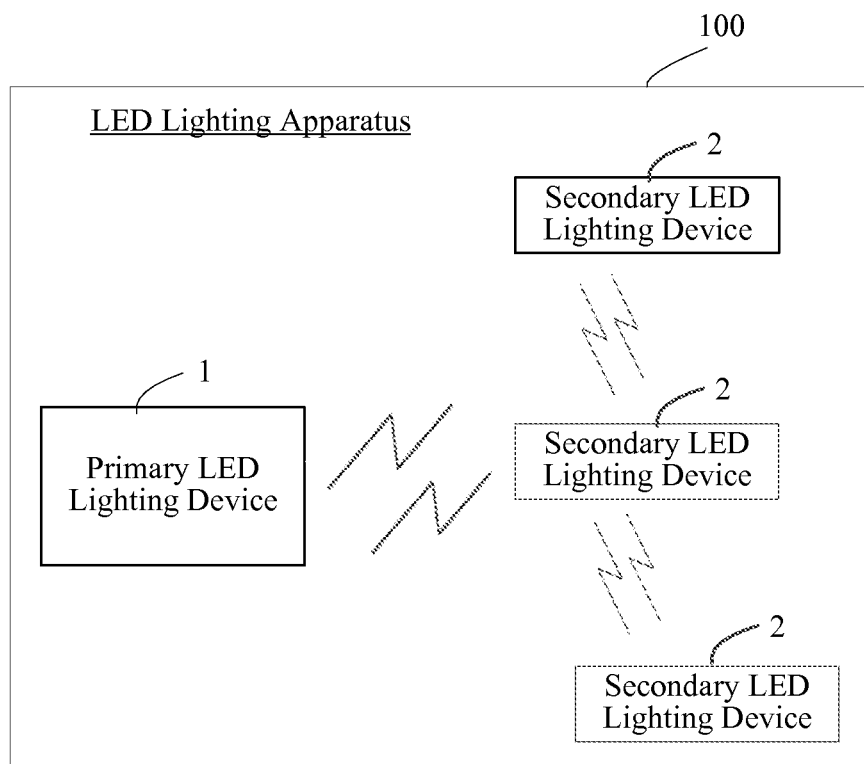 100
LED Lighting Apparatus
2
Secondary LED
Lighting Device
1
Primary LED
Lighting Device
2
Secondary LED
Lighting Device
2
Secondary LED
Lighting Device